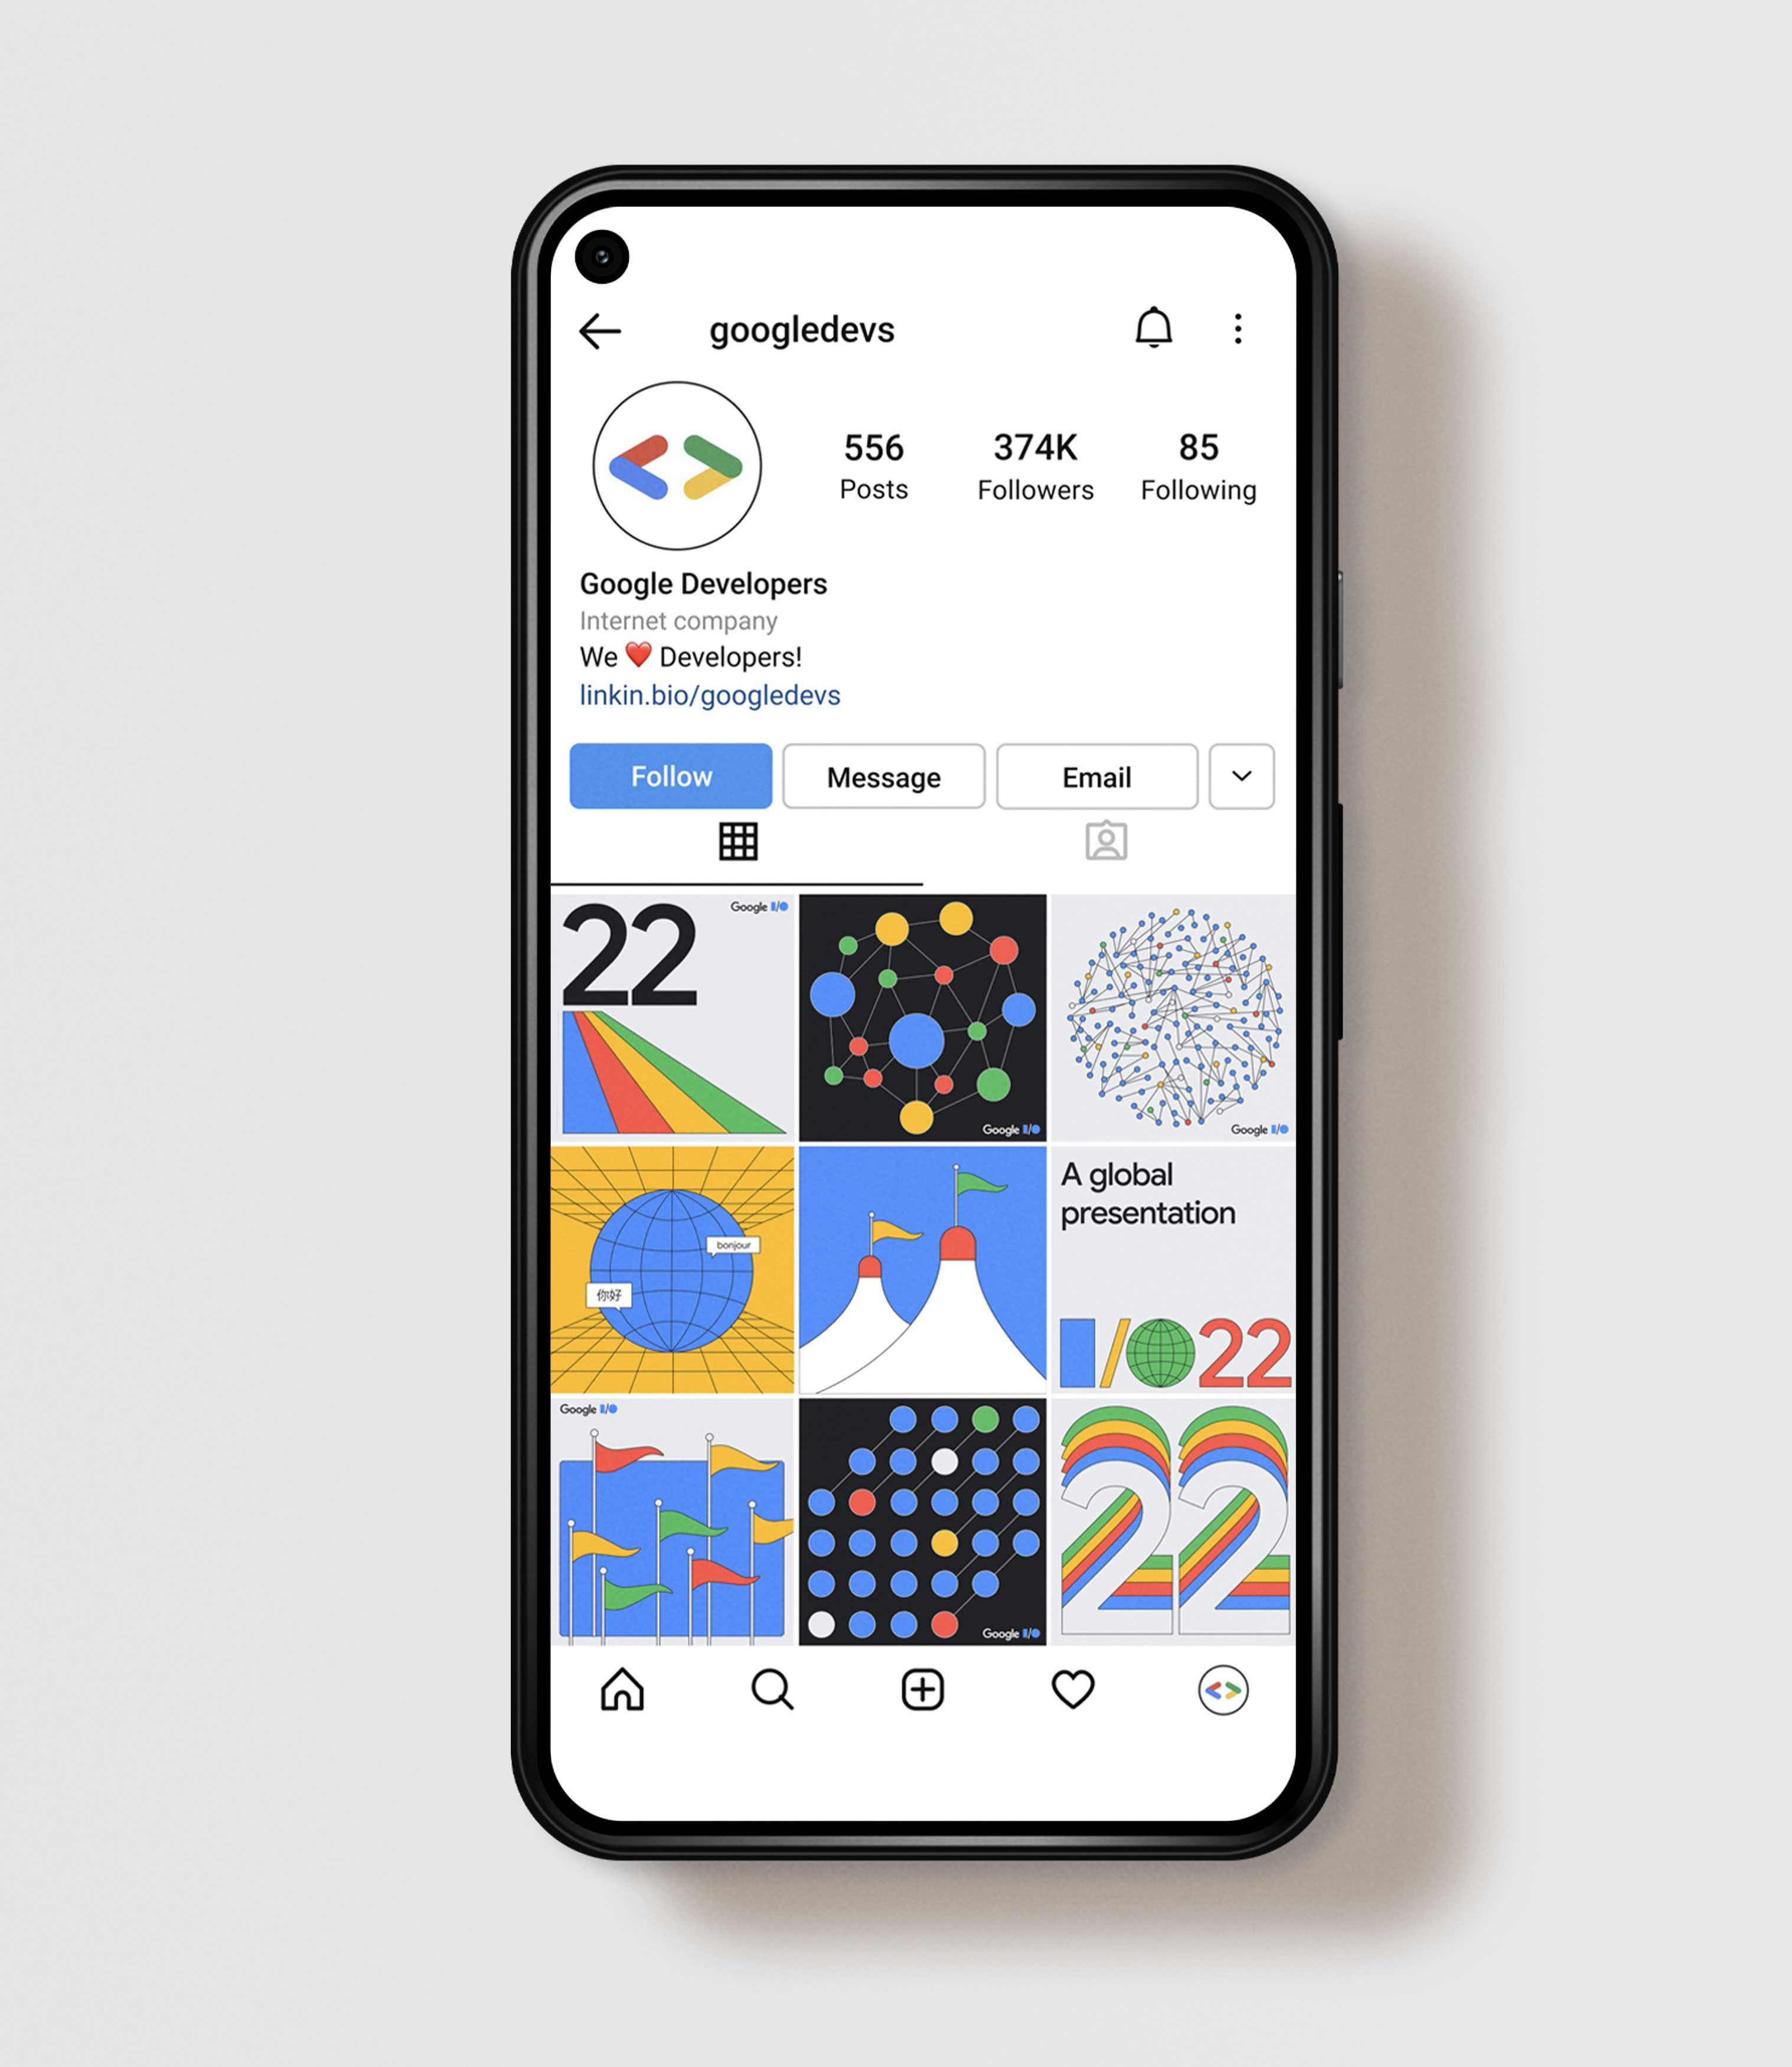 googledevs
556
Posts
374K
Followers
85
Following
Google Developers
Internet company
We ❤️ Developers!
linkin.bio/googledevs
Follow
Message
Email
22
Google I/O
Google I/O
Google I/O
bonjour
你好
A global
presentation
I/O22
Google I/O
Google I/O
22